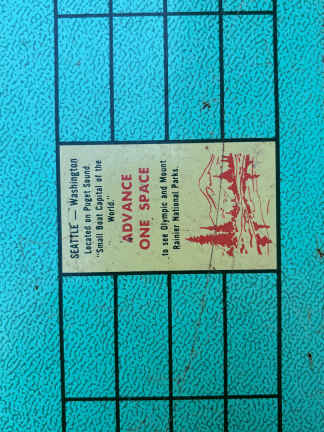 SEATTLE — Washington
Located on Puget Sound.
"Small Boat Capital of the
World."
ADVANCE
ONE SPACE
to see Olympic and Mount
Rainier National Parks.